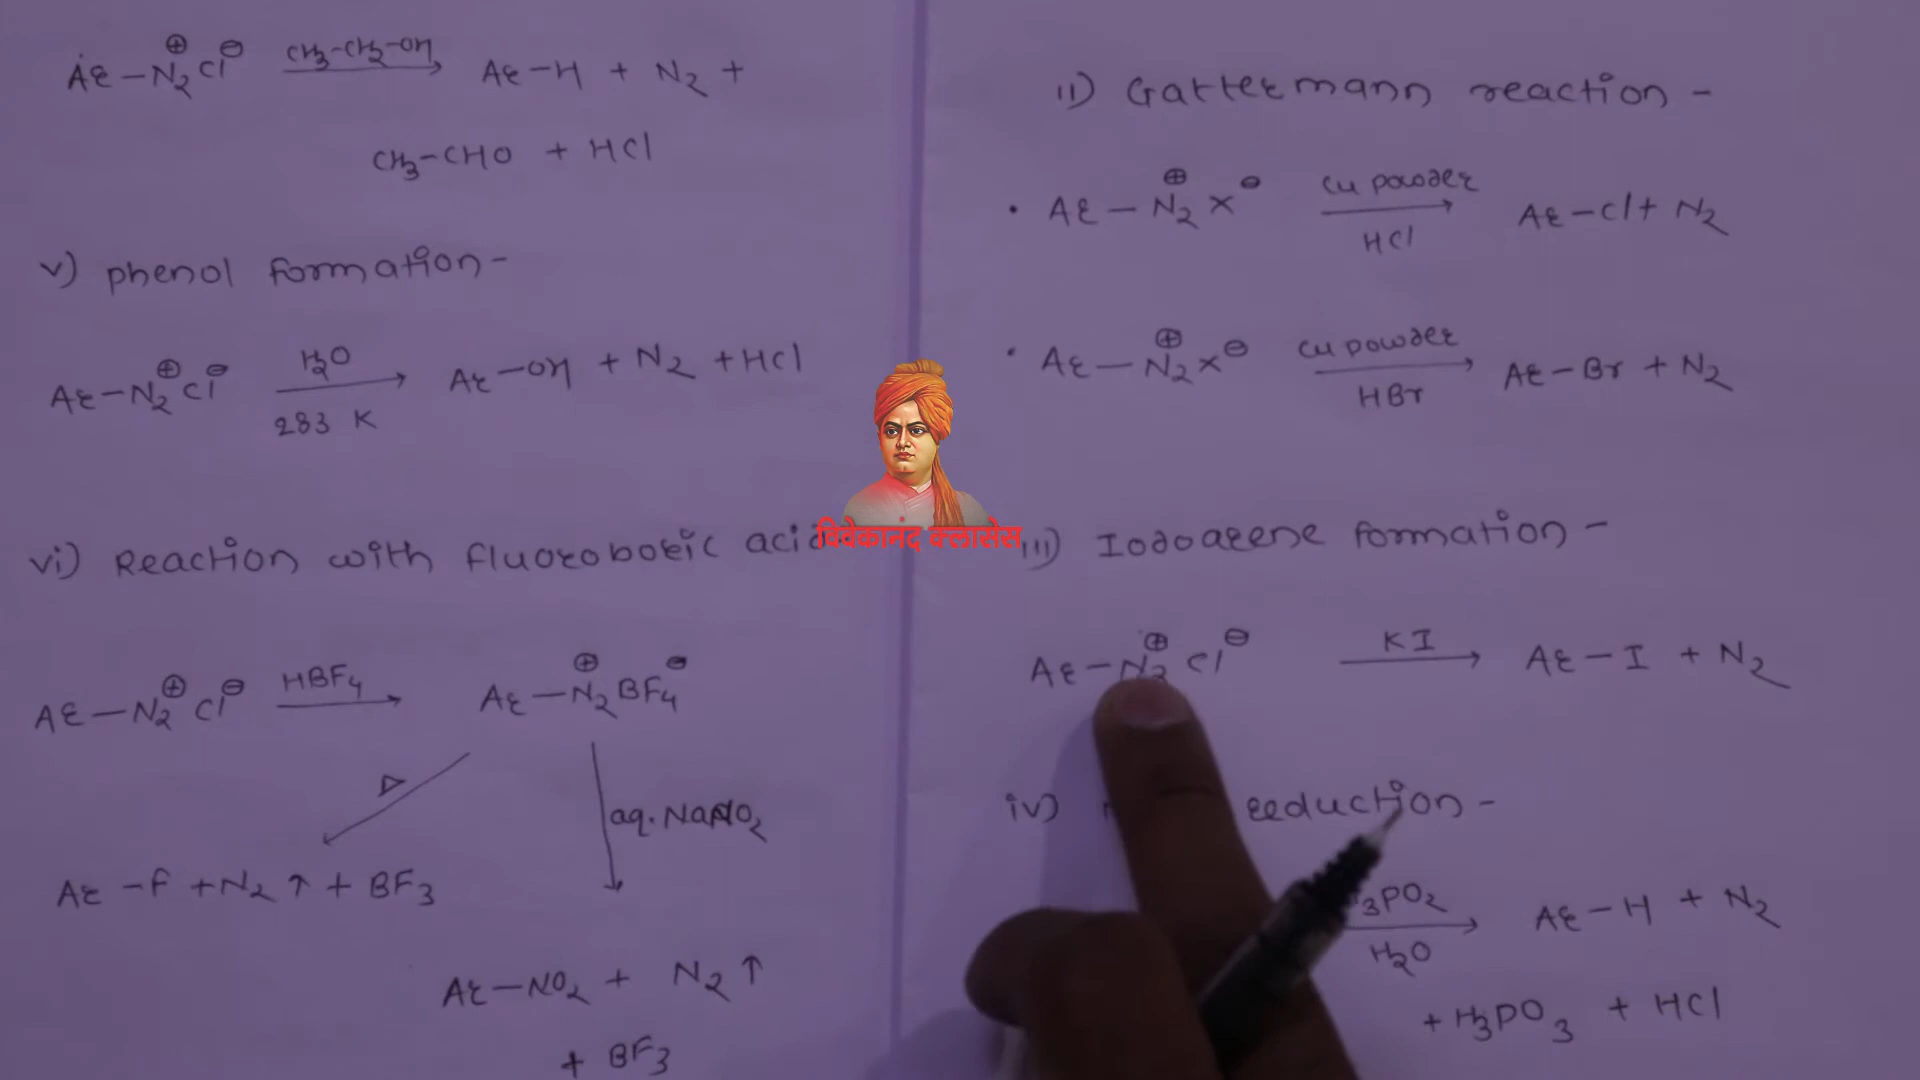 Ar-N₂⁺Cl⁻ CH₃-CH₂-OH → Ar-H + N₂ +
CH₃-CHO + HCl
v) phenol formation-
Ar-N₂⁺Cl⁻ H₂O → Ar-OH + N₂ + HCl
283 K
vi) Reaction with fluoroboric acid
Ar-N₂⁺Cl⁻ HBF₄ → Ar-N₂⁺BF₄⁻
Δ
aq. NaNO₂
Ar-F + N₂ ↑ + BF₃
Ar-NO₂ + N₂ ↑
+ BF₃
विवेकानंद क्लासेस
ii) Gattermann reaction -
• Ar-N₂⁺X⁻ Cu powder → Ar-Cl + N₂
HCl
• Ar-N₂⁺X⁻ Cu powder → Ar-Br + N₂
HBr
iii) Iodoarene formation -
Ar-N₂⁺Cl⁻ KI → Ar-I + N₂
iv) reduction -
₃PO₂ → Ar-H + N₂
H₂O
+ H₃PO₃ + HCl